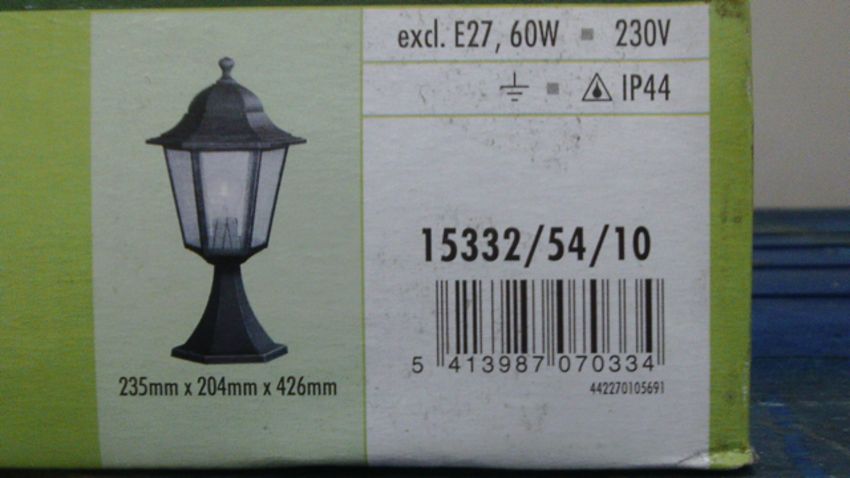 excl. E27, 60W ▪ 230V
▪ IP44
15332/54/10
5 413987 070334
442270105691
235mm x 204mm x 426mm